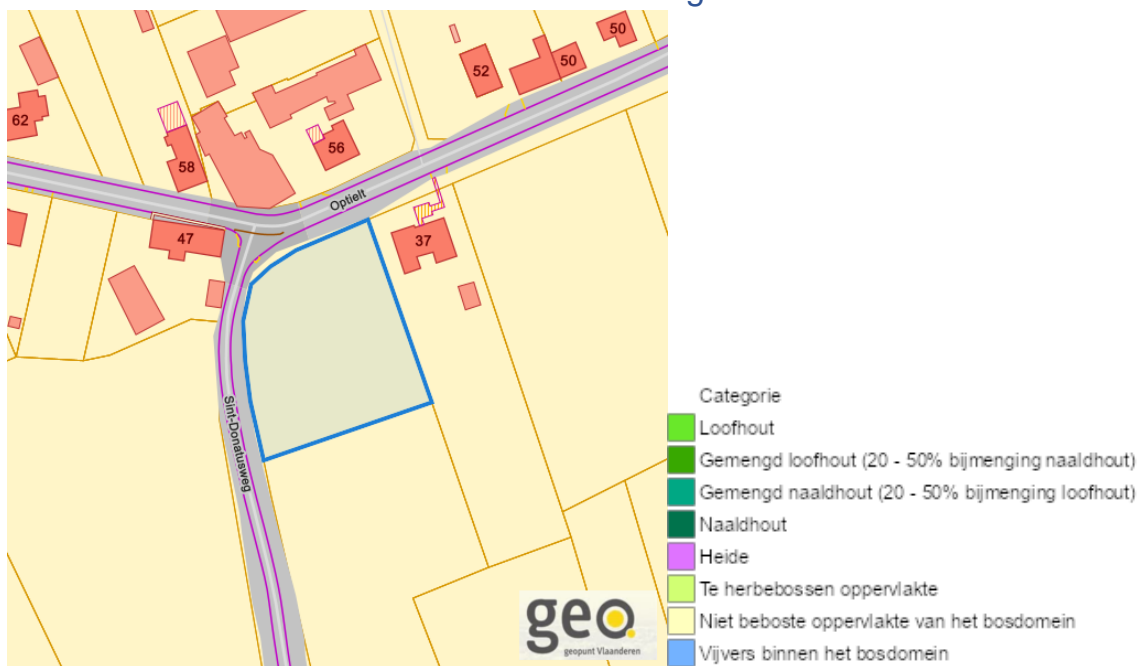 50
52
50
62
56
58
Optielt
47
37
Sint-Donatusweg
geo.
geopunt Vlaanderen
Categorie
Loofhout
Gemengd loofhout (20 - 50% bijmenging naaldhout)
Gemengd naaldhout (20 - 50% bijmenging loofhout)
Naaldhout
Heide
Te herbebossen oppervlakte
Niet beboste oppervlakte van het bosdomein
Vijvers binnen het bosdomein